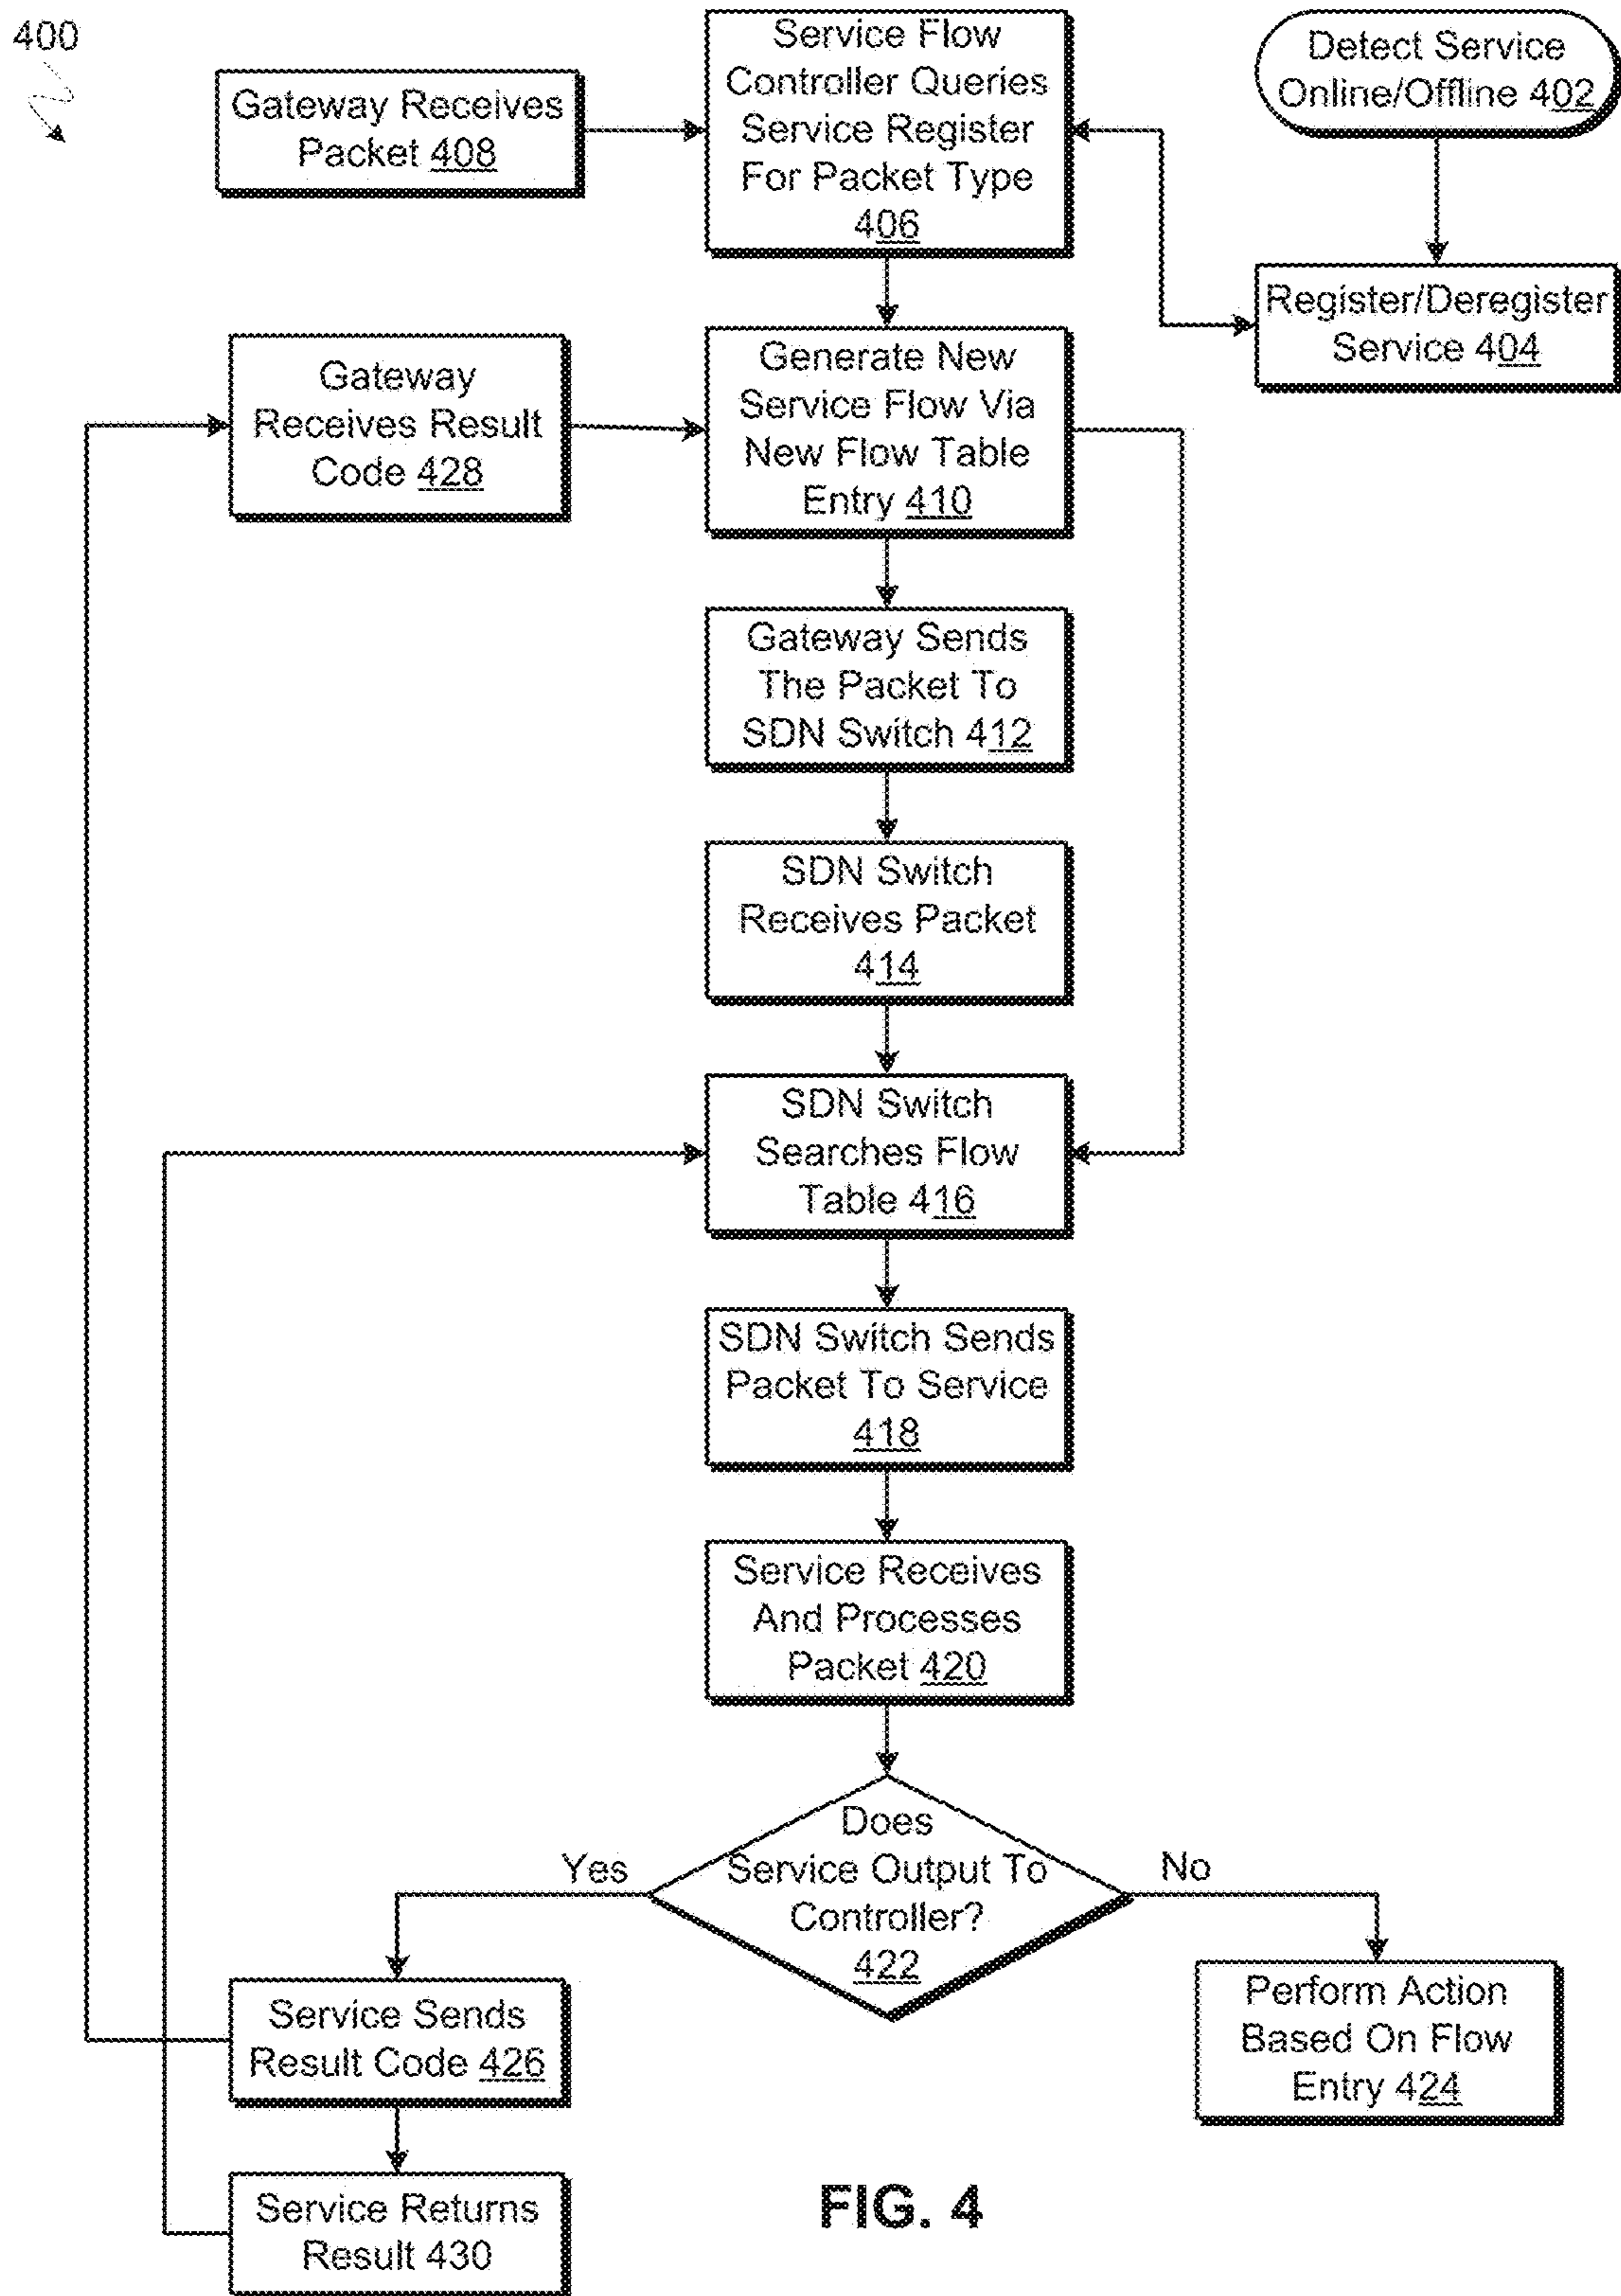 400
Service Flow
Controller Queries
Service Register
For Packet Type
406
Detect Service
Online/Offline 402
Gateway Receives
Packet 408
Register/Deregister
Service 404
Gateway
Receives Result
Code 428
Generate New
Service Flow Via
New Flow Table
Entry 410
Gateway Sends
The Packet To
SDN Switch 412
SDN Switch
Receives Packet
414
SDN Switch
Searches Flow
Table 416
SDN Switch Sends
Packet To Service
418
Service Receives
And Processes
Packet 420
Does
Service Output To
Controller?
422
Yes
No
Service Sends
Result Code 426
Perform Action
Based On Flow
Entry 424
Service Returns
Result 430
FIG. 4